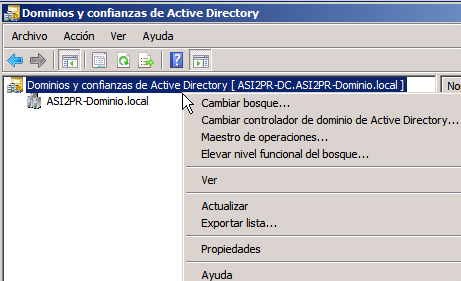 Dominios y confianzas de Active Directory
Archivo Acción Ver Ayuda
Dominios y confianzas de Active Directory [ ASI2PR-DC.ASI2PR-Dominio.local ]
No
ASI2PR-Dominio.local
Cambiar bosque...
Cambiar controlador de dominio de Active Directory...
Maestro de operaciones...
Elevar nivel funcional del bosque...
Ver
Actualizar
Exportar lista...
Propiedades
Ayuda